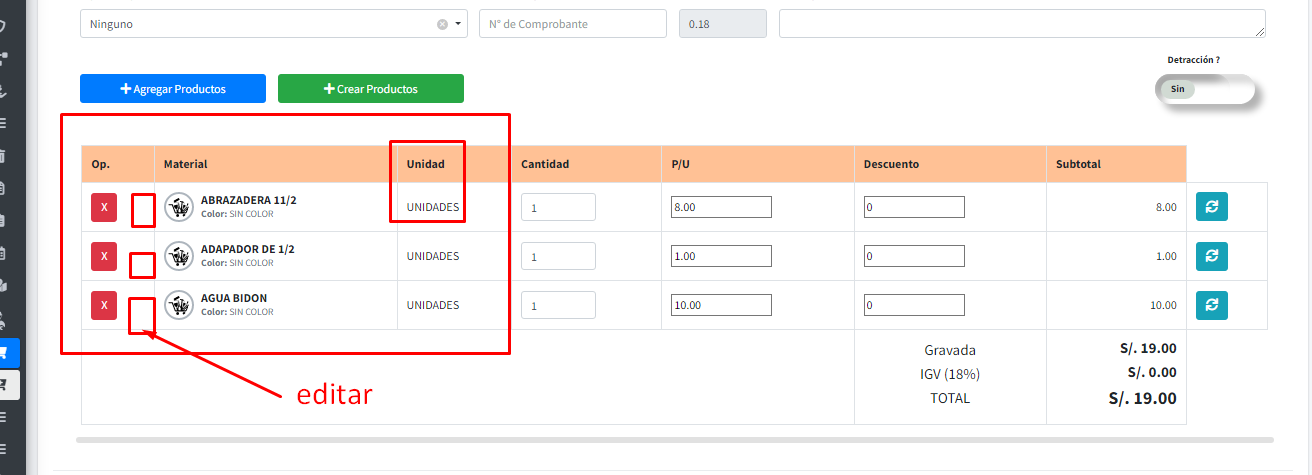 Ninguno
N° de Comprobante
0.18
Detracción ?
Agregar Productos
Crear Productos
Sin
Op. Material Unidad Cantidad P/U Descuento Subtotal
X ABRAZADERA 11/2 UNIDADES 1 8.00 0 8.00
Color: SIN COLOR
X ADAPADOR DE 1/2 UNIDADES 1 1.00 0 1.00
Color: SIN COLOR
X AGUA BIDON UNIDADES 1 10.00 0 10.00
Color: SIN COLOR
Gravada S/. 19.00
IGV (18%) S/. 0.00
TOTAL S/. 19.00
editar